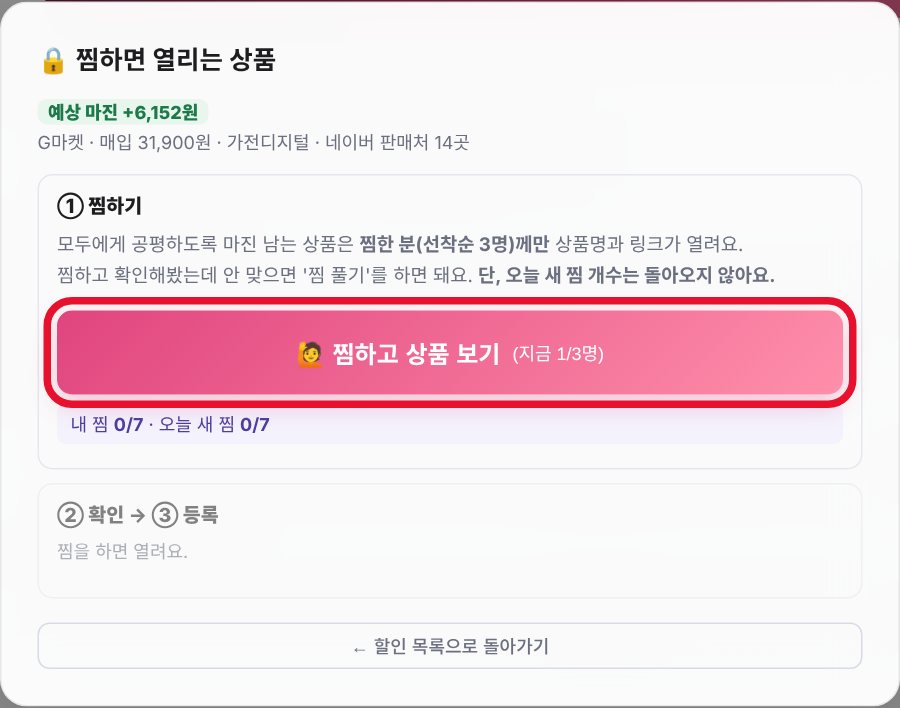 🔒 찜하면 열리는 상품
예상 마진 +6,152원
G마켓 · 매입 31,900원 · 가전디지털 · 네이버 판매처 14곳
① 찜하기
모두에게 공평하도록 마진 남는 상품은 찜한 분(선착순 3명)께만 상품명과 링크가 열려요.
찜하고 확인해봤는데 안 맞으면 '찜 풀기'를 하면 돼요. 단, 오늘 새 찜 개수는 돌아오지 않아요.
🙋 찜하고 상품 보기 (지금 1/3명)
내 찜 0/7 · 오늘 새 찜 0/7
② 확인 → ③ 등록
찜을 하면 열려요.
← 할인 목록으로 돌아가기